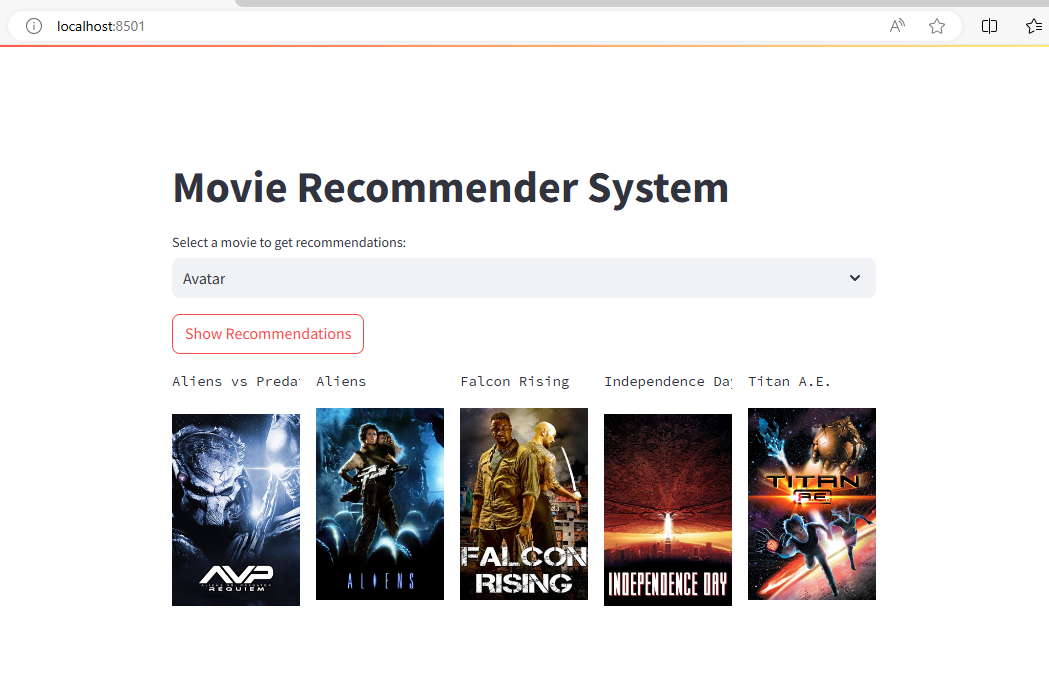 localhost:8501
Movie Recommender System
Select a movie to get recommendations:
Avatar
Show Recommendations
Aliens vs Preda
Aliens
Falcon Rising
Independence Day
Titan A.E.
AVP
REQUIEM
ALIENS
FALCON
RISING
INDEPENDENCE DAY
TITAN
A.E.